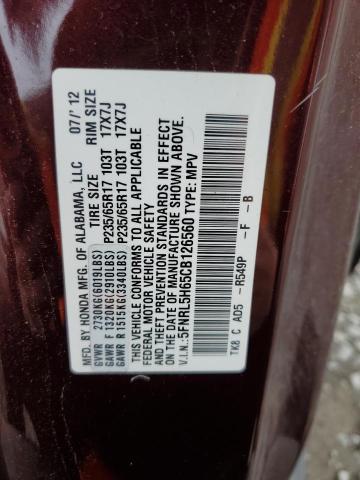 MFD. BY HONDA MFG. OF ALABAMA, LLC 07/'12
TIRE SIZE RIM SIZE
GVWR 2730KG(6019LBS)
GAWR F 1320KG(2910LBS) P235/65R17 103T 17X7J
GAWR R 1515KG(3340LBS) P235/65R17 103T 17X7J
THIS VEHICLE CONFORMS TO ALL APPLICABLE
FEDERAL MOTOR VEHICLE SAFETY
AND THEFT PREVENTION STANDARDS IN EFFECT
ON THE DATE OF MANUFACTURE SHOWN ABOVE.
V.I.N.:5FNRL5H65CB126560 TYPE: MPV
TK8 C AD5 -R549P -F -B